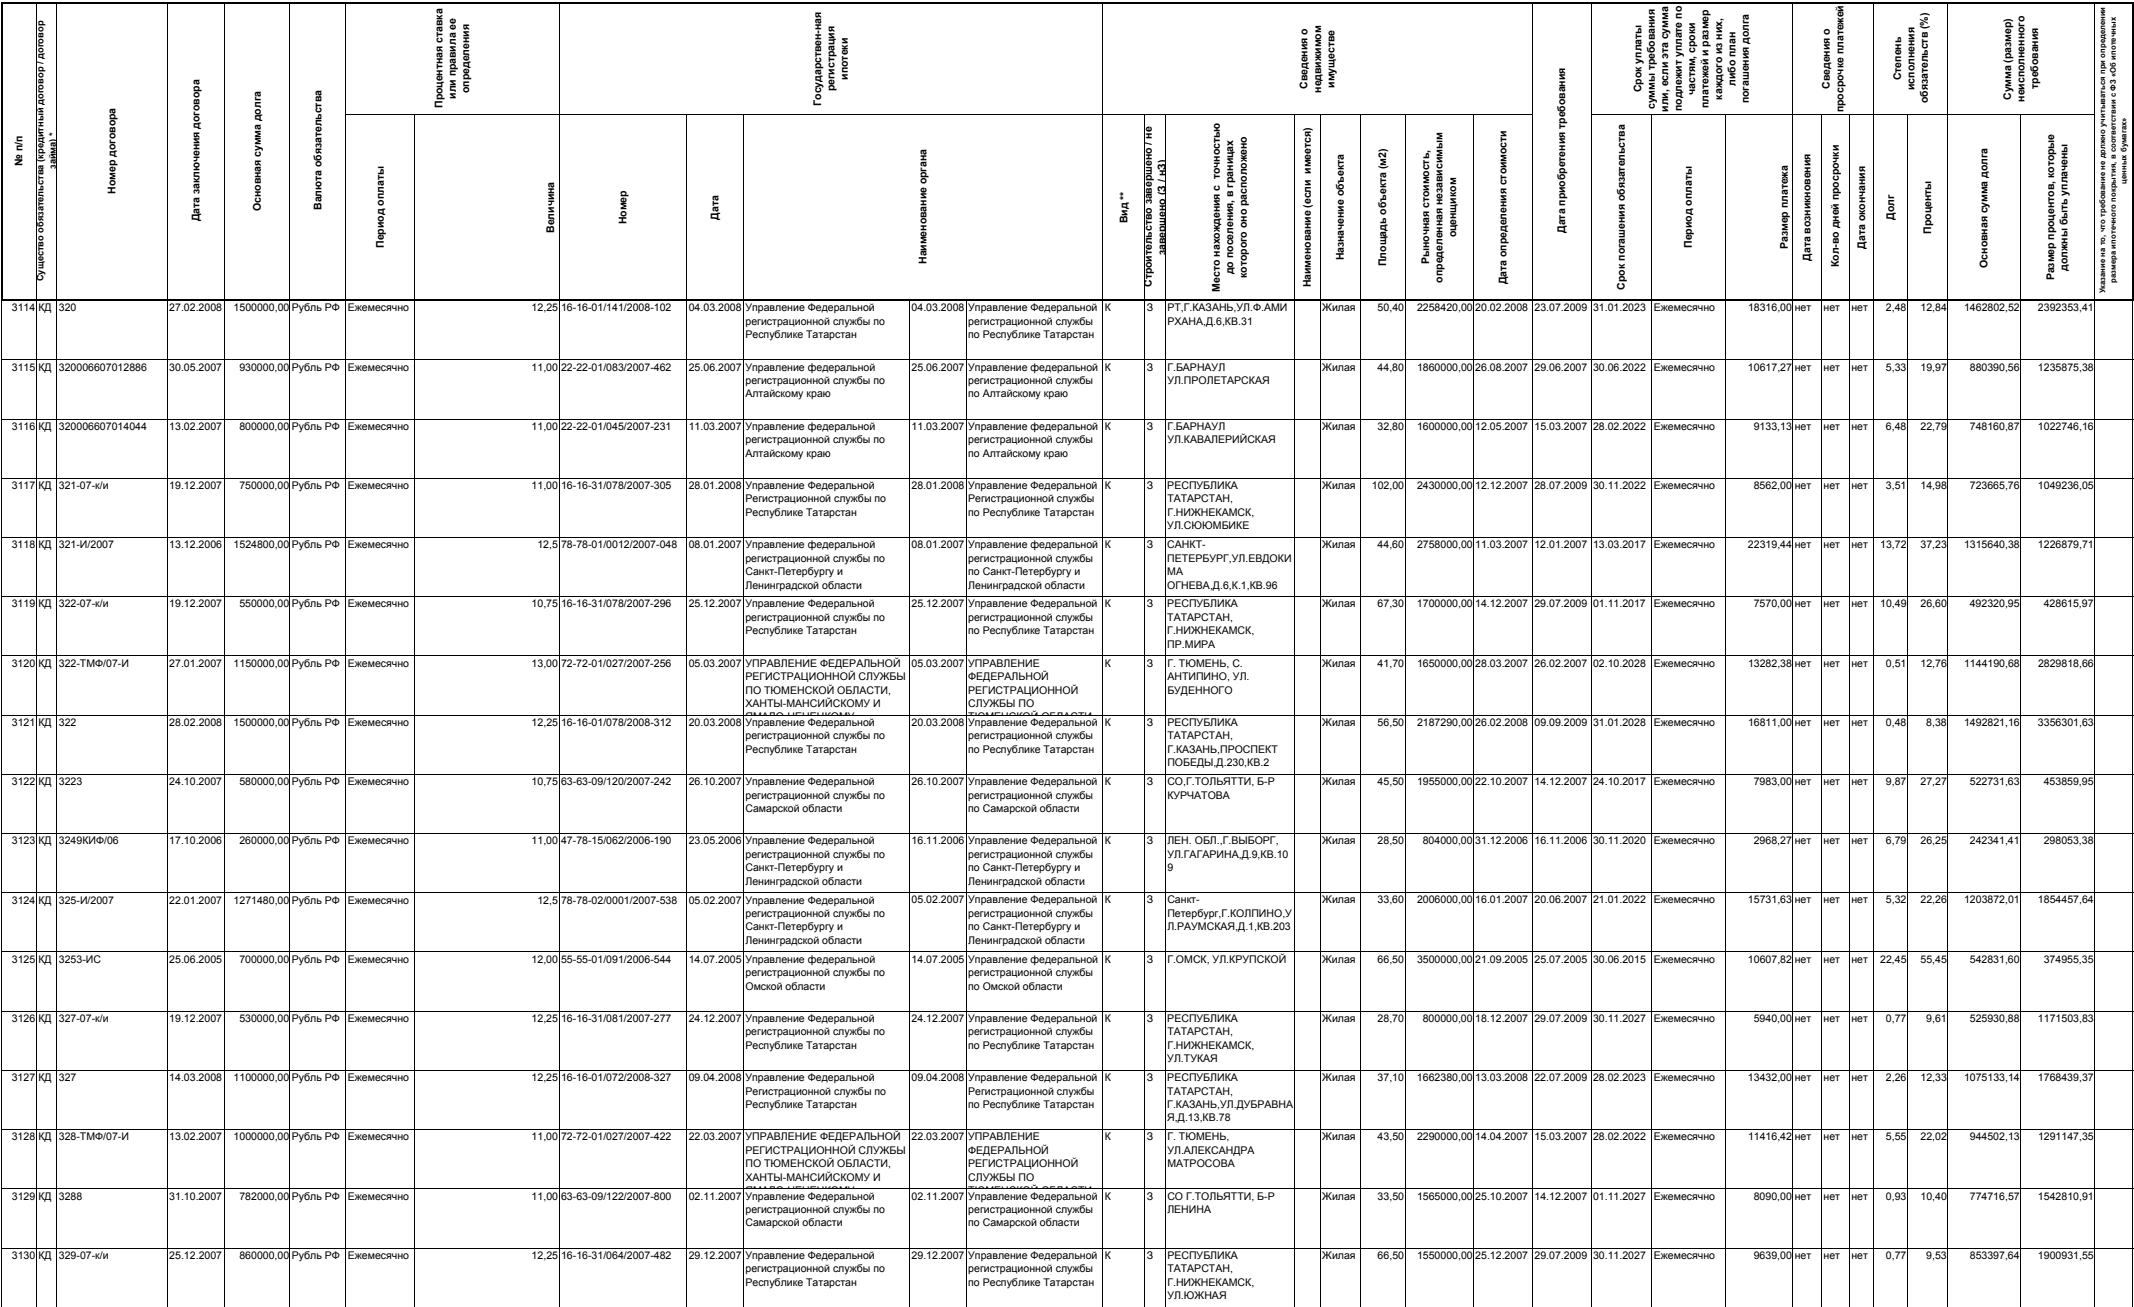 № п/п
Существо обязательства (кредитный договор / договор
займа) *
Номер договора
Дата заключения договора
Основная сумма долга
Валюта обязательства
Процентная ставка
или правила ее
определения
Период оплаты
Величина
Государствен-ная
регистрация
ипотеки
Номер
Дата
Наименование органа
Сведения о
недвижимом
имуществе
Вид **
Строительство завершено / не
завершено (З / нЗ)
Место нахождения с точностью
до поселения, в границах
которого оно расположено
Наименование (если имеется)
Назначение объекта
Площадь объекта (м2)
Рыночная стоимость,
определенная независимым
оценщиком
Дата определения стоимости
Дата приобретения требования
Срок уплаты
суммы требования
или, если эта сумма
подлежит уплате по
частям, сроки
платежей и размер
каждого из них,
либо план
погашения долга
Срок погашения обязательства
Период оплаты
Размер платежа
Сведения о
просрочке платежей
Дата возникновения
Кол-во дней просрочки
Дата окончания
Степень
исполнения
обязательств (%)
Долг
Проценты
Сумма (размер)
неисполненного
требования
Основная сумма долга
Размер процентов, которые
должны быть уплачены
Указание на то, что требование не должно учитываться при определении
размера ипотечного покрытия, в соответствии с ФЗ «Об ипотечных
ценных бумагах»
3114 КД 320 27.02.2008 1500000,00 Рубль РФ Ежемесячно 12,25 16-16-01/141/2008-102 04.03.2008 Управление Федеральной 04.03.2008 Управление Федеральной К З РТ,Г.КАЗАНЬ,УЛ.Ф.АМИ Жилая 50,40 2258420,00 20.02.2008 23.07.2009 31.01.2023 Ежемесячно 18316,00 нет нет нет 2,48 12,84 1462802,52 2392353,41
регистрационной службы по регистрационной службы РХАНА,Д.6,КВ.31
Республике Татарстан по Республике Татарстан
3115 КД 320006607012886 30.05.2007 930000,00 Рубль РФ Ежемесячно 11,00 22-22-01/083/2007-462 25.06.2007 Управление федеральной 25.06.2007 Управление федеральной К З Г.БАРНАУЛ Жилая 44,80 1860000,00 26.08.2007 29.06.2007 30.06.2022 Ежемесячно 10617,27 нет нет нет 5,33 19,97 880390,56 1235875,38
регистрационной службы по регистрационной службы УЛ.ПРОЛЕТАРСКАЯ
Алтайскому краю по Алтайскому краю
3116 КД 320006607014044 13.02.2007 800000,00 Рубль РФ Ежемесячно 11,00 22-22-01/045/2007-231 11.03.2007 Управление федеральной 11.03.2007 Управление федеральной К З Г.БАРНАУЛ Жилая 32,80 1600000,00 12.05.2007 15.03.2007 28.02.2022 Ежемесячно 9133,13 нет нет нет 6,48 22,79 748160,87 1022746,16
регистрационной службы по регистрационной службы УЛ.КАВАЛЕРИЙСКАЯ
Алтайскому краю по Алтайскому краю
3117 КД 321-07-к/и 19.12.2007 750000,00 Рубль РФ Ежемесячно 11,00 16-16-31/078/2007-305 28.01.2008 Управление Федеральной 28.01.2008 Управление Федеральной К З РЕСПУБЛИКА Жилая 102,00 2430000,00 12.12.2007 28.07.2009 30.11.2022 Ежемесячно 8562,00 нет нет нет 3,51 14,98 723665,76 1049236,05
Регистрационной службы по Регистрационной службы ТАТАРСТАН,
Республике Татарстан по Республике Татарстан Г.НИЖНЕКАМСК,
УЛ.СЮЮМБИКЕ
3118 КД 321-И/2007 13.12.2006 1524800,00 Рубль РФ Ежемесячно 12,5 78-78-01/0012/2007-048 08.01.2007 Управление федеральной 08.01.2007 Управление федеральной К З САНКТ- Жилая 44,60 2758000,00 11.03.2007 12.01.2007 13.03.2017 Ежемесячно 22319,44 нет нет нет 13,72 37,23 1315640,38 1226879,71
регистрационной службы по регистрационной службы ПЕТЕРБУРГ,УЛ.ЕВДОКИ
Санкт-Петербургу и по Санкт-Петербургу и МА
Ленинградской области Ленинградской области ОГНЕВА,Д.6,К.1,КВ.96
3119 КД 322-07-к/и 19.12.2007 550000,00 Рубль РФ Ежемесячно 10,75 16-16-31/078/2007-296 25.12.2007 Управление Федеральной 25.12.2007 Управление Федеральной К З РЕСПУБЛИКА Жилая 67,30 1700000,00 14.12.2007 29.07.2009 01.11.2017 Ежемесячно 7570,00 нет нет нет 10,49 26,60 492320,95 428615,97
регистрационной службы по регистрационной службы ТАТАРСТАН,
Республике Татарстан по Республике Татарстан Г.НИЖНЕКАМСК,
ПР.МИРА
3120 КД 322-ТМФ/07-И 27.01.2007 1150000,00 Рубль РФ Ежемесячно 13,00 72-72-01/027/2007-256 05.03.2007 УПРАВЛЕНИЕ ФЕДЕРАЛЬНОЙ 05.03.2007 УПРАВЛЕНИЕ К З Г. ТЮМЕНЬ, С. Жилая 41,70 1650000,00 28.03.2007 26.02.2007 02.10.2028 Ежемесячно 13282,38 нет нет нет 0,51 12,76 1144190,68 2829818,66
РЕГИСТРАЦИОННОЙ СЛУЖБЫ ФЕДЕРАЛЬНОЙ АНТИПИНО, УЛ.
ПО ТЮМЕНСКОЙ ОБЛАСТИ, РЕГИСТРАЦИОННОЙ БУДЕННОГО
ХАНТЫ-МАНСИЙСКОМУ И СЛУЖБЫ ПО
3121 КД 322 28.02.2008 1500000,00 Рубль РФ Ежемесячно 12,25 16-16-01/078/2008-312 20.03.2008 Управление Федеральной 20.03.2008 Управление Федеральной К З РЕСПУБЛИКА Жилая 56,50 2187290,00 26.02.2008 09.09.2009 31.01.2028 Ежемесячно 16811,00 нет нет нет 0,48 8,38 1492821,16 3356301,63
регистрационной службы по регистрационной службы ТАТАРСТАН,
Республике Татарстан по Республике Татарстан Г.КАЗАНЬ,ПРОСПЕКТ
ПОБЕДЫ,Д.230,КВ.2
3122 КД 3223 24.10.2007 580000,00 Рубль РФ Ежемесячно 10,75 63-63-09/120/2007-242 26.10.2007 Управление Федеральной 26.10.2007 Управление Федеральной К З СО,Г.ТОЛЬЯТТИ, Б-Р Жилая 45,50 1955000,00 22.10.2007 14.12.2007 24.10.2017 Ежемесячно 7983,00 нет нет нет 9,87 27,27 522731,63 453859,95
регистрационной службы по регистрационной службы КУРЧАТОВА
Самарской области по Самарской области
3123 КД 3249КИФ/06 17.10.2006 260000,00 Рубль РФ Ежемесячно 11,00 47-78-15/062/2006-190 23.05.2006 Управление Федеральной 16.11.2006 Управление Федеральной К З ЛЕН. ОБЛ.,Г.ВЫБОРГ, Жилая 28,50 804000,00 31.12.2006 16.11.2006 30.11.2020 Ежемесячно 2968,27 нет нет нет 6,79 26,25 242341,41 298053,38
регистрационной службы по регистрационной службы УЛ.ГАГАРИНА,Д.9,КВ.10
Санкт-Петербургу и по Санкт-Петербургу и 9
Ленинградской области Ленинградской области
3124 КД 325-И/2007 22.01.2007 1271480,00 Рубль РФ Ежемесячно 12,5 78-78-02/0001/2007-538 05.02.2007 Управление Федеральной 05.02.2007 Управление Федеральной К З Санкт- Жилая 33,60 2006000,00 16.01.2007 20.06.2007 21.01.2022 Ежемесячно 15731,63 нет нет нет 5,32 22,26 1203872,01 1854457,64
регистрационной службы по регистрационной службы Петербург,Г.КОЛПИНО,У
Санкт-Петербургу и по Санкт-Петербургу и Л.РАУМСКАЯ,Д.1,КВ.203
Ленинградской области Ленинградской области
3125 КД 3253-ИС 25.06.2005 700000,00 Рубль РФ Ежемесячно 12,00 55-55-01/091/2006-544 14.07.2005 Управление федеральной 14.07.2005 Управление федеральной К З Г.ОМСК, УЛ.КРУПСКОЙ Жилая 66,50 3500000,00 21.09.2005 25.07.2005 30.06.2015 Ежемесячно 10607,82 нет нет нет 22,45 55,45 542831,60 374955,35
регистрационной службы по регистрационной службы
Омской области по Омской области
3126 КД 327-07-к/и 19.12.2007 530000,00 Рубль РФ Ежемесячно 12,25 16-16-31/081/2007-277 24.12.2007 Управление Федеральной 24.12.2007 Управление Федеральной К З РЕСПУБЛИКА Жилая 28,70 800000,00 18.12.2007 29.07.2009 30.11.2027 Ежемесячно 5940,00 нет нет нет 0,77 9,61 525930,88 1171503,83
регистрационной службы по регистрационной службы ТАТАРСТАН,
Республике Татарстан по Республике Татарстан Г.НИЖНЕКАМСК,
УЛ.ТУКАЯ
3127 КД 327 14.03.2008 1100000,00 Рубль РФ Ежемесячно 12,25 16-16-01/072/2008-327 09.04.2008 Управление Федеральной 09.04.2008 Управление Федеральной К З РЕСПУБЛИКА Жилая 37,10 1662380,00 13.03.2008 22.07.2009 28.02.2023 Ежемесячно 13432,00 нет нет нет 2,26 12,33 1075133,14 1768439,37
Регистрационной службы по Регистрационной службы ТАТАРСТАН,
Республике Татарстан по Республике Татарстан Г.КАЗАНЬ,УЛ.ДУБРАВНА
Я,Д.13,КВ.78
3128 КД 328-ТМФ/07-И 13.02.2007 1000000,00 Рубль РФ Ежемесячно 11,00 72-72-01/027/2007-422 22.03.2007 УПРАВЛЕНИЕ ФЕДЕРАЛЬНОЙ 22.03.2007 УПРАВЛЕНИЕ К З Г. ТЮМЕНЬ, Жилая 43,50 2290000,00 14.04.2007 15.03.2007 28.02.2022 Ежемесячно 11416,42 нет нет нет 5,55 22,02 944502,13 1291147,35
РЕГИСТРАЦИОННОЙ СЛУЖБЫ ФЕДЕРАЛЬНОЙ УЛ.АЛЕКСАНДРА
ПО ТЮМЕНСКОЙ ОБЛАСТИ, РЕГИСТРАЦИОННОЙ МАТРОСОВА
ХАНТЫ-МАНСИЙСКОМУ И СЛУЖБЫ ПО
3129 КД 3288 31.10.2007 782000,00 Рубль РФ Ежемесячно 11,00 63-63-09/122/2007-800 02.11.2007 Управление Федеральной 02.11.2007 Управление Федеральной К З СО Г.ТОЛЬЯТТИ, Б-Р Жилая 33,50 1565000,00 25.10.2007 14.12.2007 01.11.2027 Ежемесячно 8090,00 нет нет нет 0,93 10,40 774716,57 1542810,91
регистрационной службы по регистрационной службы ЛЕНИНА
Самарской области по Самарской области
3130 КД 329-07-к/и 25.12.2007 860000,00 Рубль РФ Ежемесячно 12,25 16-16-31/064/2007-482 29.12.2007 Управление Федеральной 29.12.2007 Управление Федеральной К З РЕСПУБЛИКА Жилая 66,50 1550000,00 25.12.2007 29.07.2009 30.11.2027 Ежемесячно 9639,00 нет нет нет 0,77 9,53 853397,64 1900931,55
регистрационной службы по регистрационной службы ТАТАРСТАН,
Республике Татарстан по Республике Татарстан Г.НИЖНЕКАМСК,
УЛ.ЮЖНАЯ